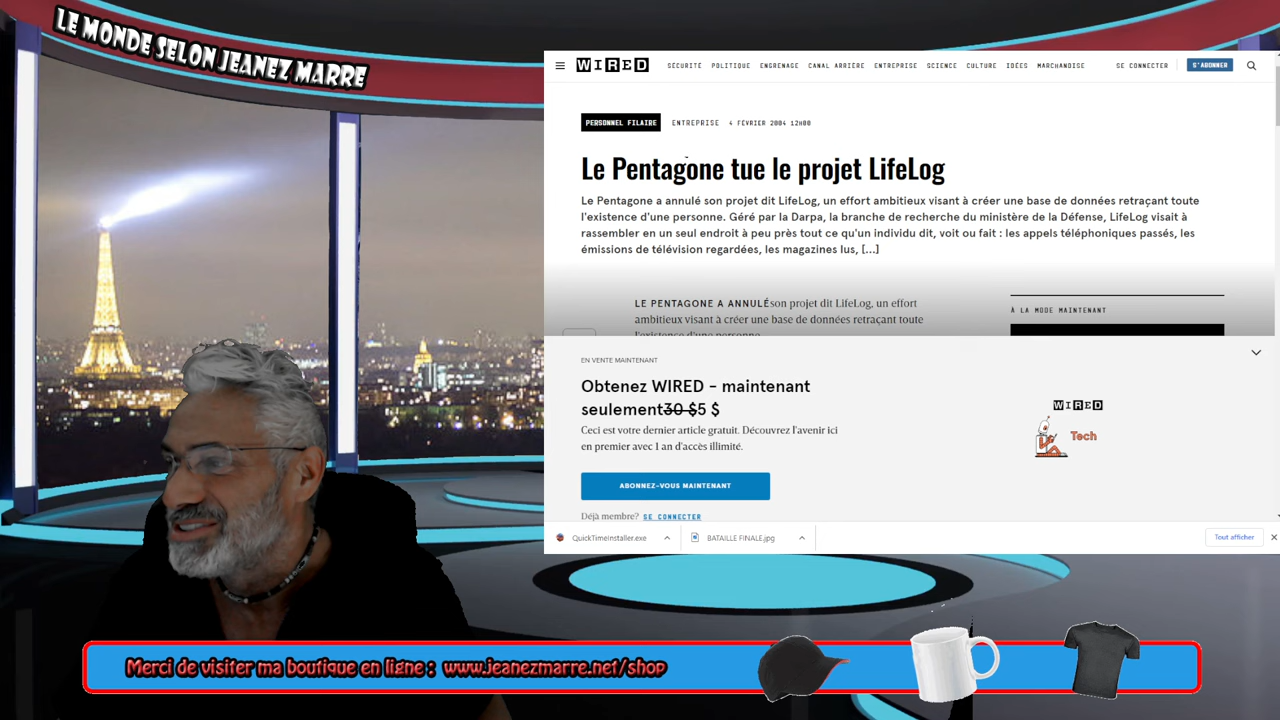 LE MONDE SELON JEANEZ MARRE
WIRED
SÉCURITÉ POLITIQUE ENGRENAGE CANAL ARRIÈRE ENTREPRISE SCIENCE CULTURE IDÉES MARCHANDISE SE CONNECTER S'ABONNER
PERSONNEL FILAIRE ENTREPRISE 4 FÉVRIER 2004 12H00
Le Pentagone tue le projet LifeLog
Le Pentagone a annulé son projet dit LifeLog, un effort ambitieux visant à créer une base de données retraçant toute
l'existence d'une personne. Géré par la Darpa, la branche de recherche du ministère de la Défense, LifeLog visait à
rassembler en un seul endroit à peu près tout ce qu'un individu dit, voit ou fait : les appels téléphoniques passés, les
émissions de télévision regardées, les magazines lus, [...]
LE PENTAGONE A ANNULÉ son projet dit LifeLog, un effort
ambitieux visant à créer une base de données retraçant toute
l'existence d'une personne
À LA MODE MAINTENANT
EN VENTE MAINTENANT
Obtenez WIRED - maintenant
seulement 30 $5 $
Ceci est votre dernier article gratuit. Découvrez l'avenir ici
en premier avec 1 an d'accès illimité.
ABONNEZ-VOUS MAINTENANT
Déjà membre? SE CONNECTER
WIRED
Tech
QuickTimeInstaller.exe
BATAILLE FINALE.jpg
Tout afficher
Merci de visiter ma boutique en ligne : www.jeanezmarre.net/shop